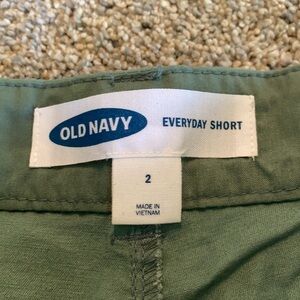 OLD NAVY EVERYDAY SHORT
2
MADE IN
VIETNAM